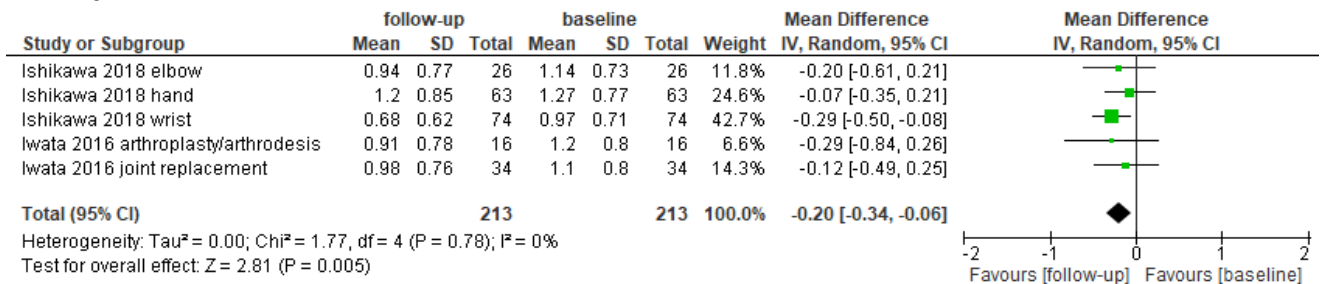 follow-up baseline Mean Difference Mean Difference
Study or Subgroup Mean SD Total Mean SD Total Weight IV, Random, 95% CI IV, Random, 95% CI
Ishikawa 2018 elbow 0.94 0.77 26 1.14 0.73 26 11.8% -0.20 [-0.61, 0.21]
Ishikawa 2018 hand 1.2 0.85 63 1.27 0.77 63 24.6% -0.07 [-0.35, 0.21]
Ishikawa 2018 wrist 0.68 0.62 74 0.97 0.71 74 42.7% -0.29 [-0.50, -0.08]
Iwata 2016 arthroplasty/arthrodesis 0.91 0.78 16 1.2 0.8 16 6.6% -0.29 [-0.84, 0.26]
Iwata 2016 joint replacement 0.98 0.76 34 1.1 0.8 34 14.3% -0.12 [-0.49, 0.25]
Total (95% CI) 213 213 100.0% -0.20 [-0.34, -0.06]
Heterogeneity: Tau² = 0.00; Chi² = 1.77, df = 4 (P = 0.78); I² = 0%
Test for overall effect: Z = 2.81 (P = 0.005)
-2 -1 0 1 2
Favours [follow-up] Favours [baseline]